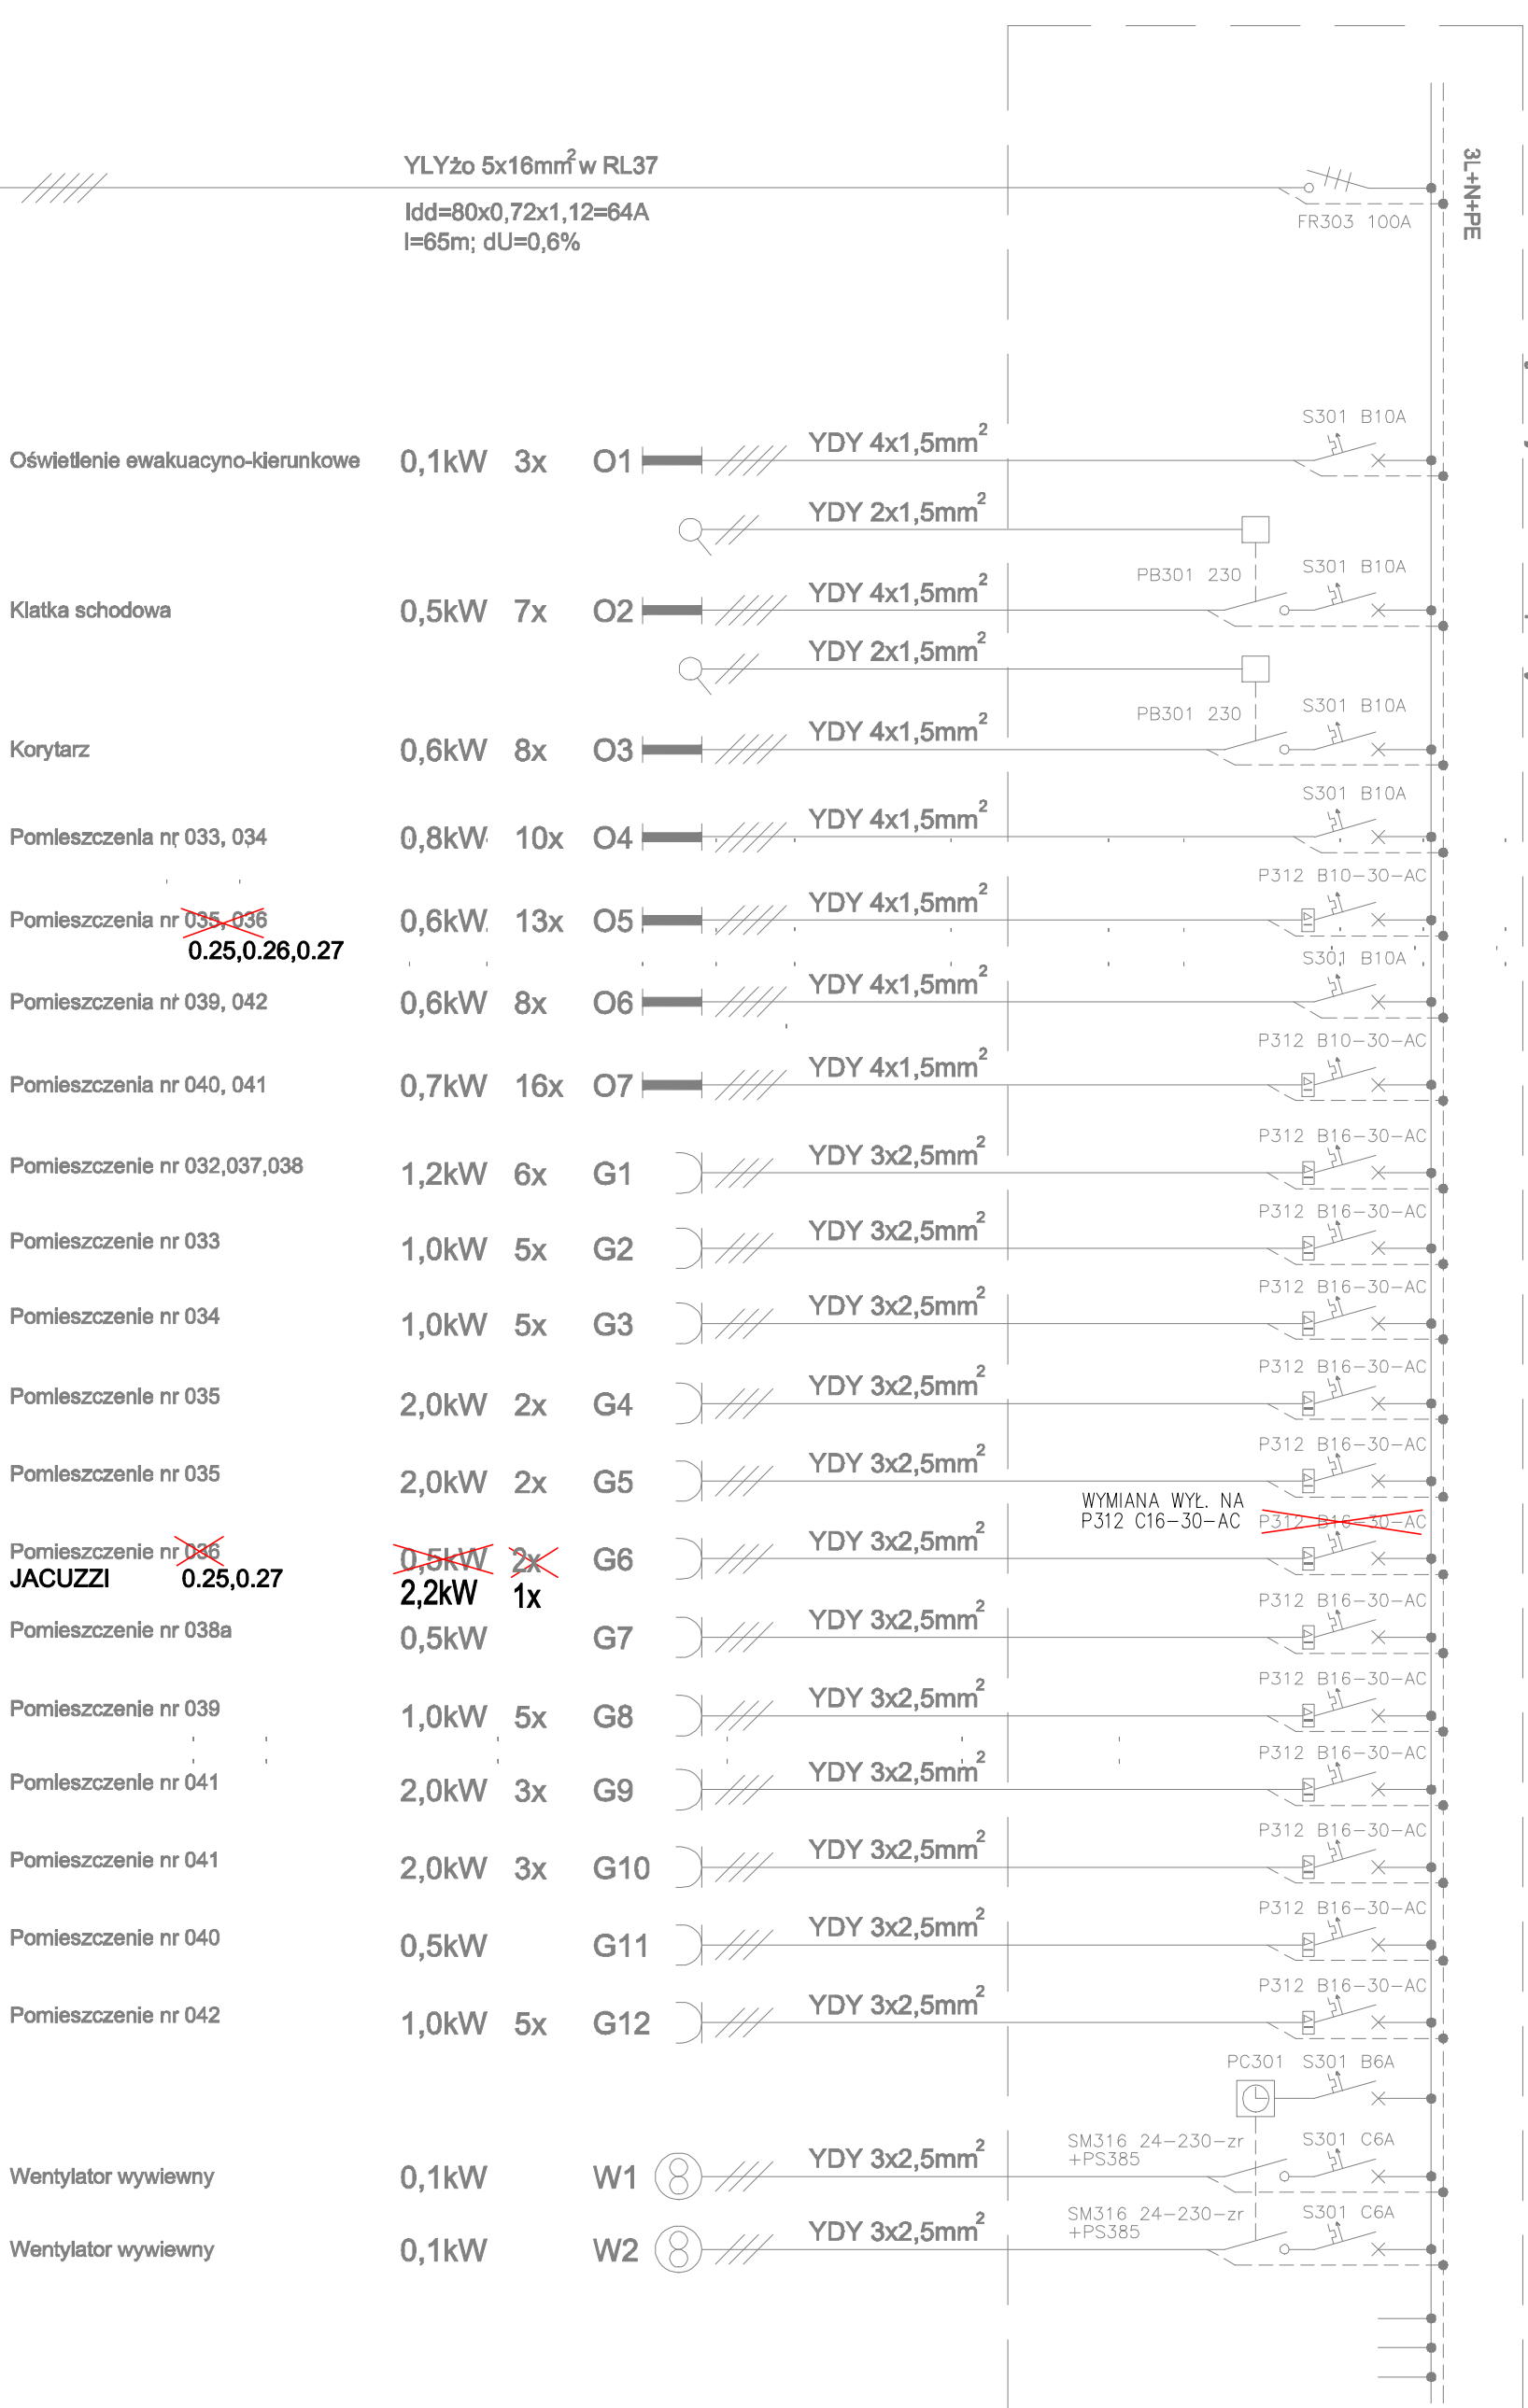 YLYżo 5x16mm² w RL37
Idd=80x0,72x1,12=64A
l=65m; dU=0,6%
FR303 100A
3L+N+PE
S301 B10A
Oświetlenie ewakuacyno-kierunkowe 0,1kW 3x O1 YDY 4x1,5mm²
YDY 2x1,5mm²
PB301 230 S301 B10A
Klatka schodowa 0,5kW 7x O2 YDY 4x1,5mm²
YDY 2x1,5mm²
PB301 230 S301 B10A
Korytarz 0,6kW 8x O3 YDY 4x1,5mm²
S301 B10A
Pomieszczenia nr 033, 034 0,8kW 10x O4 YDY 4x1,5mm²
P312 B10-30-AC
Pomieszczenia nr 035, 036 0,6kW 13x O5 YDY 4x1,5mm²
0.25,0.26,0.27
S301 B10A
Pomieszczenia nr 039, 042 0,6kW 8x O6 YDY 4x1,5mm²
P312 B10-30-AC
Pomieszczenia nr 040, 041 0,7kW 16x O7 YDY 4x1,5mm²
P312 B16-30-AC
Pomieszczenie nr 032,037,038 1,2kW 6x G1 YDY 3x2,5mm²
P312 B16-30-AC
Pomieszczenie nr 033 1,0kW 5x G2 YDY 3x2,5mm²
P312 B16-30-AC
Pomieszczenie nr 034 1,0kW 5x G3 YDY 3x2,5mm²
P312 B16-30-AC
Pomieszczenie nr 035 2,0kW 2x G4 YDY 3x2,5mm²
P312 B16-30-AC
Pomieszczenie nr 035 2,0kW 2x G5 YDY 3x2,5mm²
WYMIANA WYŁ. NA
P312 C16-30-AC P312 B16-30-AC
Pomieszczenie nr 036 0,5kW 2x G6 YDY 3x2,5mm²
JACUZZI 0.25,0.27 2,2kW 1x
P312 B16-30-AC
Pomieszczenie nr 038a 0,5kW G7 YDY 3x2,5mm²
P312 B16-30-AC
Pomieszczenie nr 039 1,0kW 5x G8 YDY 3x2,5mm²
P312 B16-30-AC
Pomieszczenie nr 041 2,0kW 3x G9 YDY 3x2,5mm²
P312 B16-30-AC
Pomieszczenie nr 041 2,0kW 3x G10 YDY 3x2,5mm²
P312 B16-30-AC
Pomieszczenie nr 040 0,5kW G11 YDY 3x2,5mm²
P312 B16-30-AC
Pomieszczenie nr 042 1,0kW 5x G12 YDY 3x2,5mm²
PC301 S301 B6A
SM316 24-230-zr S301 C6A
+PS385
Wentylator wywiewny 0,1kW W1 YDY 3x2,5mm²
SM316 24-230-zr S301 C6A
+PS385
Wentylator wywiewny 0,1kW W2 YDY 3x2,5mm²